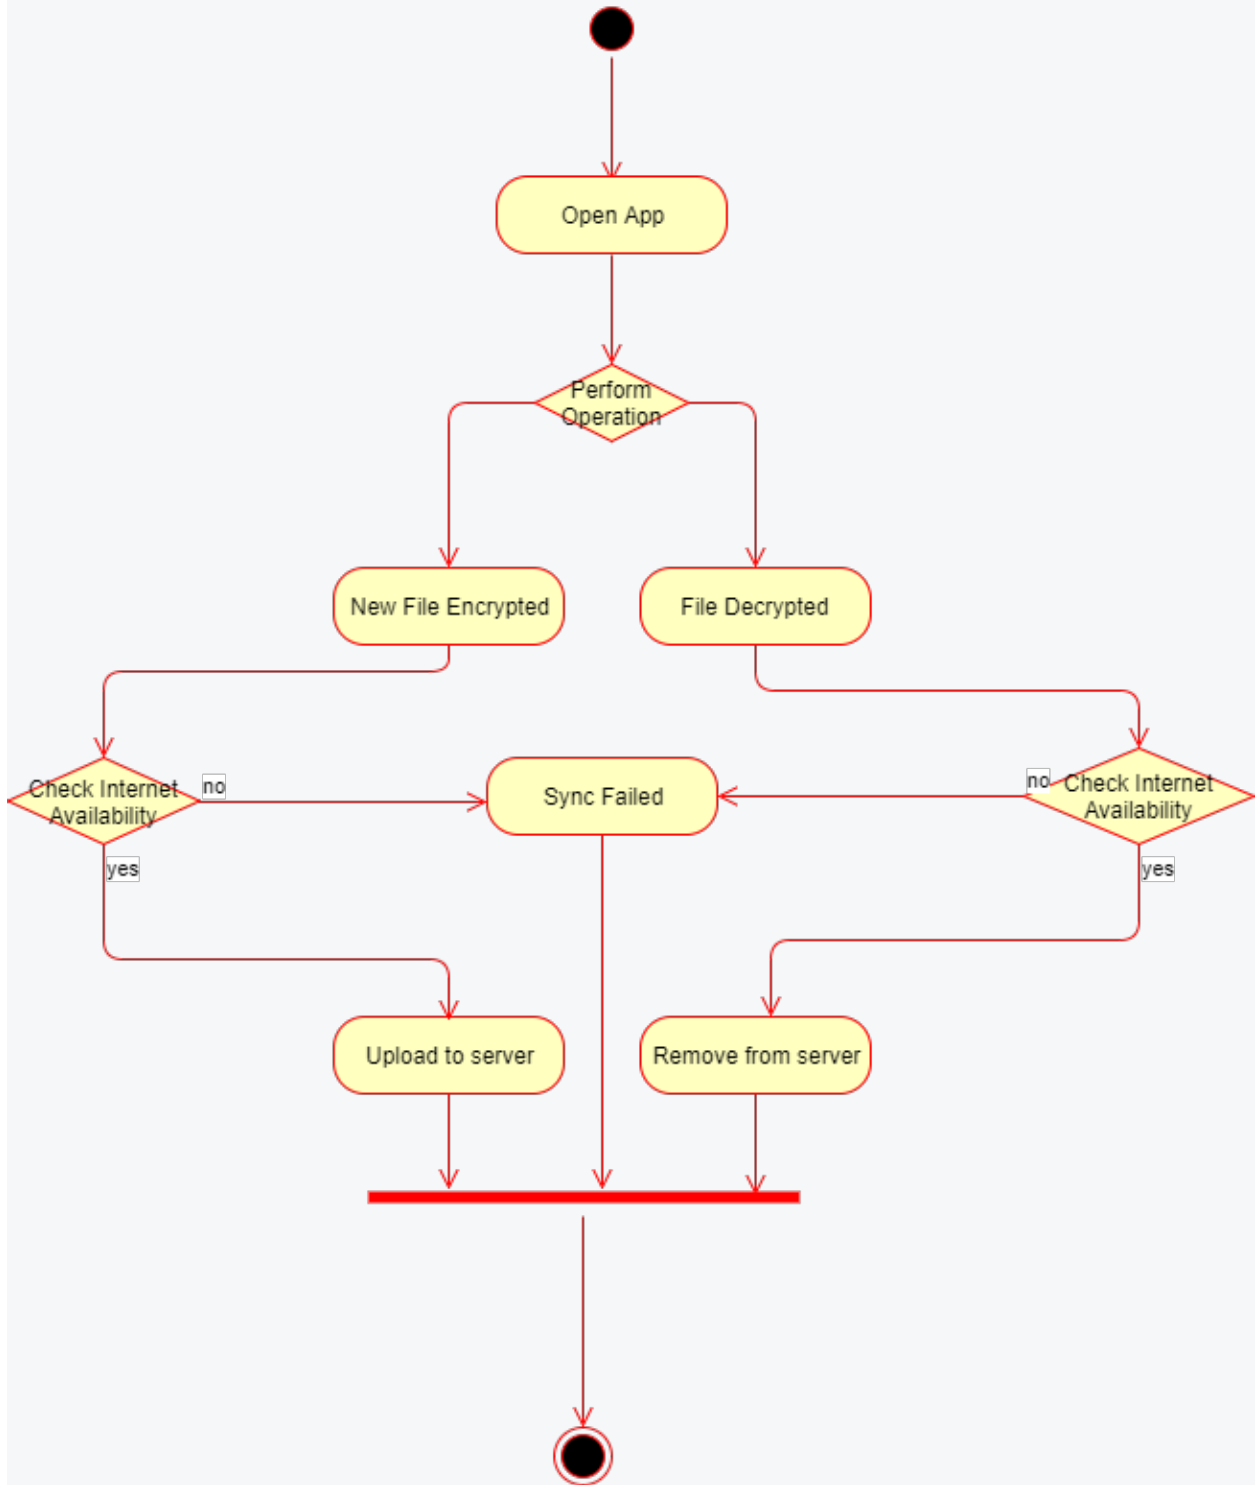 Open App
Perform
Operation
New File Encrypted
File Decrypted
Check Internet
Availability
no
Sync Failed
no
Check Internet
Availability
yes
yes
Upload to server
Remove from server